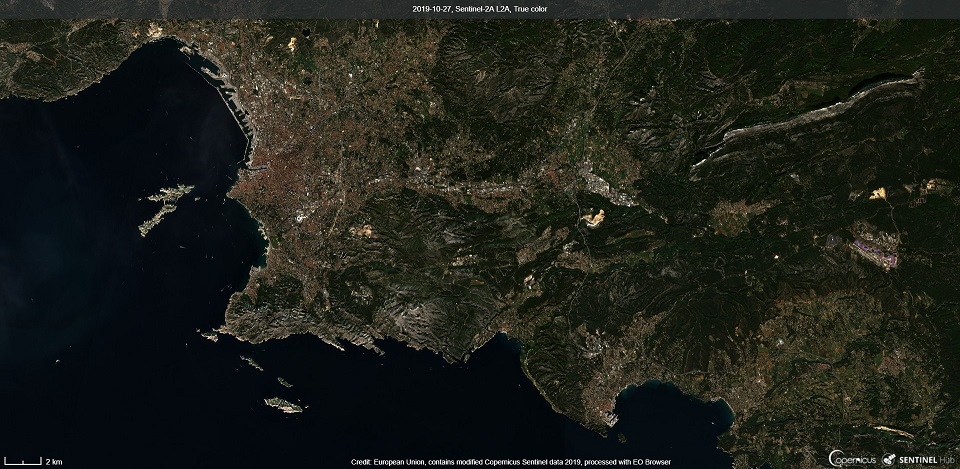 2019-10-27, Sentinel-2A L2A, True color
2 km
Credit: European Union, contains modified Copernicus Sentinel data 2019, processed with EO Browser
opernicus
SENTINEL Hub